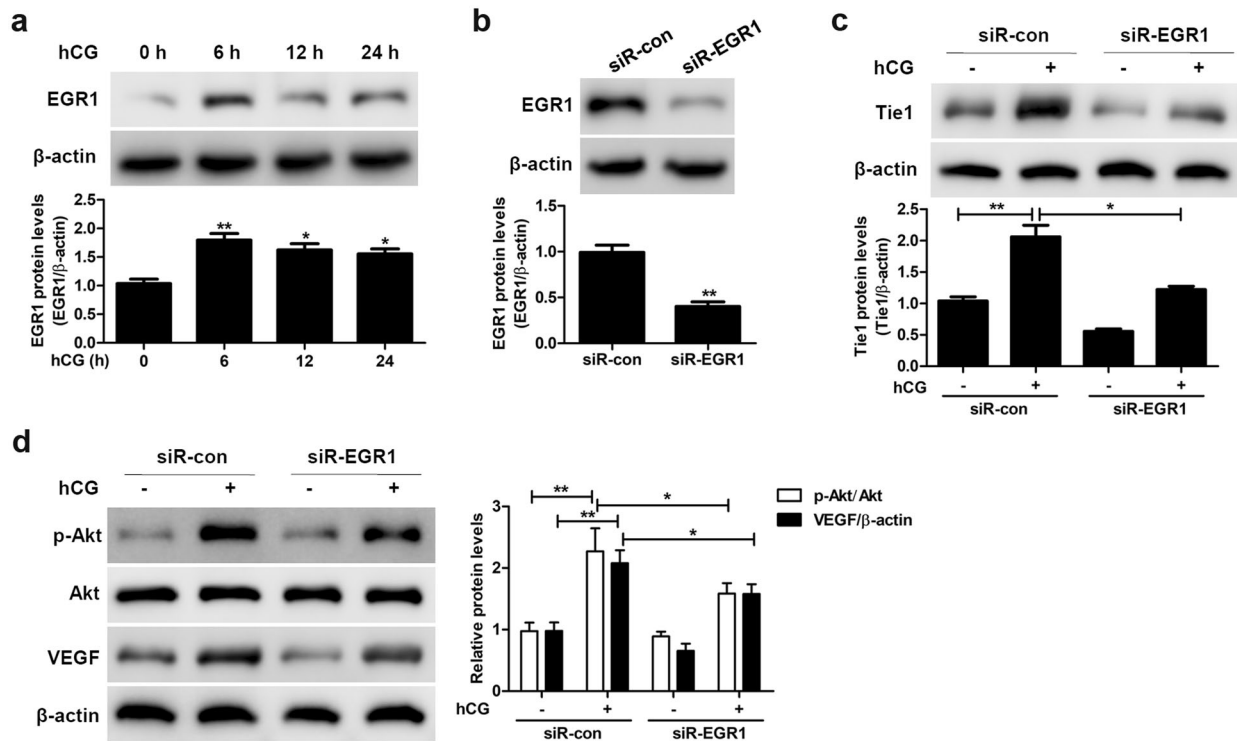 a
hCG 0 h 6 h 12 h 24 h
EGR1
β-actin
EGR1 protein levels
(EGR1/β-actin)
2.5
2.0
1.5
1.0
0.5
0.0
** * *
hCG (h) 0 6 12 24
b
siR-con siR-EGR1
EGR1
β-actin
EGR1 protein levels
(EGR1/β-actin)
1.5
1.0
0.5
0.0
**
siR-con siR-EGR1
c
siR-con siR-EGR1
hCG - + - +
Tie1
β-actin
Tie1 protein levels
(Tie1/β-actin)
2.5
2.0
1.5
1.0
0.5
0.0
** *
hCG - + - +
siR-con siR-EGR1
d
siR-con siR-EGR1
hCG - + - +
p-Akt
Akt
VEGF
β-actin
Relative protein levels
3
2
1
0
** *
** *
p-Akt/Akt
VEGF/β-actin
hCG - + - +
siR-con siR-EGR1